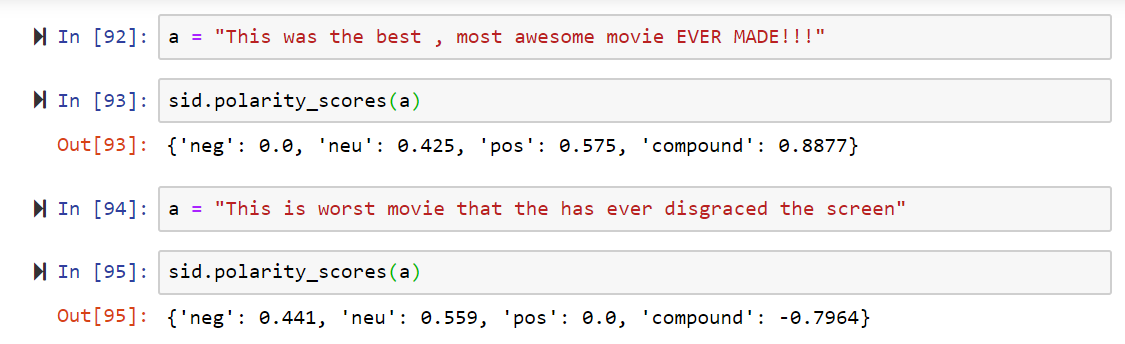 In [92]: a = "This was the best , most awesome movie EVER MADE!!!"
In [93]: sid.polarity_scores(a)
Out[93]: {'neg': 0.0, 'neu': 0.425, 'pos': 0.575, 'compound': 0.8877}
In [94]: a = "This is worst movie that the has ever disgraced the screen"
In [95]: sid.polarity_scores(a)
Out[95]: {'neg': 0.441, 'neu': 0.559, 'pos': 0.0, 'compound': -0.7964}